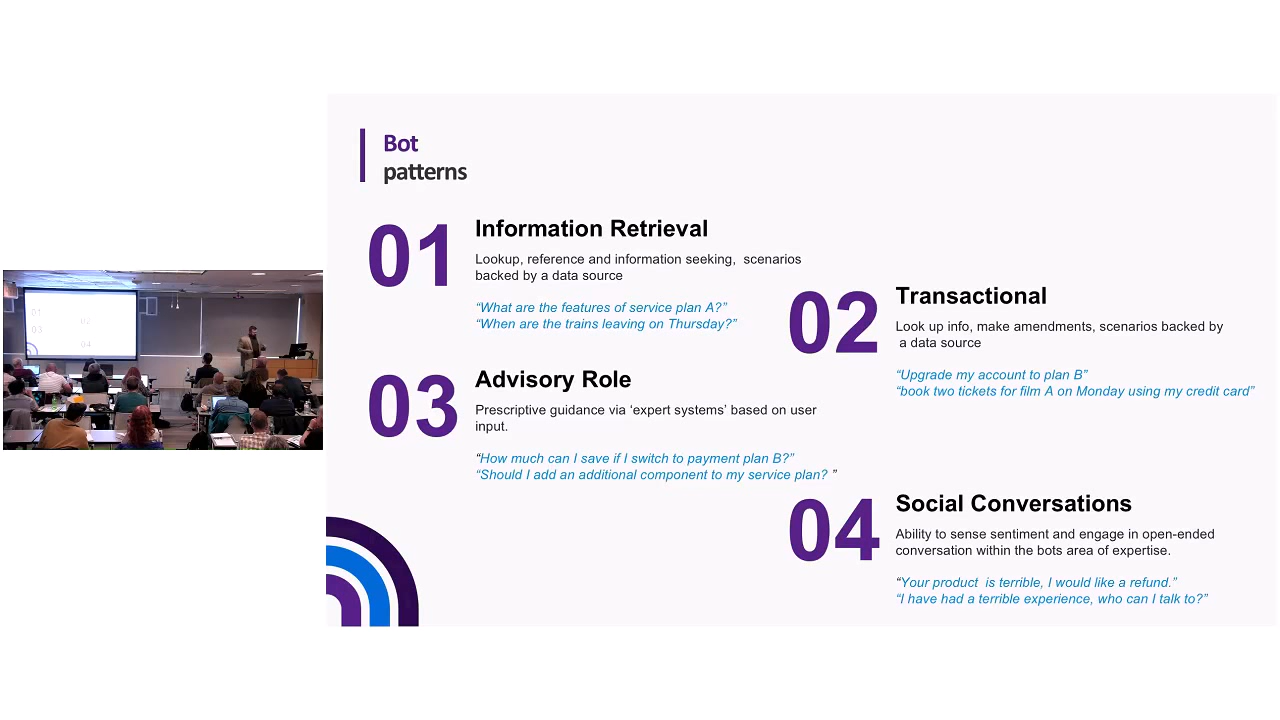 Bot
patterns
01
Information Retrieval
Lookup, reference and information seeking,  scenarios
backed by a data source
“What are the features of service plan A?”
“When are the trains leaving on Thursday?”
02
Transactional
Look up info, make amendments, scenarios backed by
a data source
“Upgrade my account to plan B”
“book two tickets for film A on Monday using my credit card”
03
Advisory Role
Prescriptive guidance via ‘expert systems’ based on user
input.
“How much can I save if I switch to payment plan B?”
“Should I add an additional component to my service plan? ”
04
Social Conversations
Ability to sense sentiment and engage in open-ended
conversation within the bots area of expertise.
“Your product  is terrible, I would like a refund.”
“I have had a terrible experience, who can I talk to?”
01
02
03
04